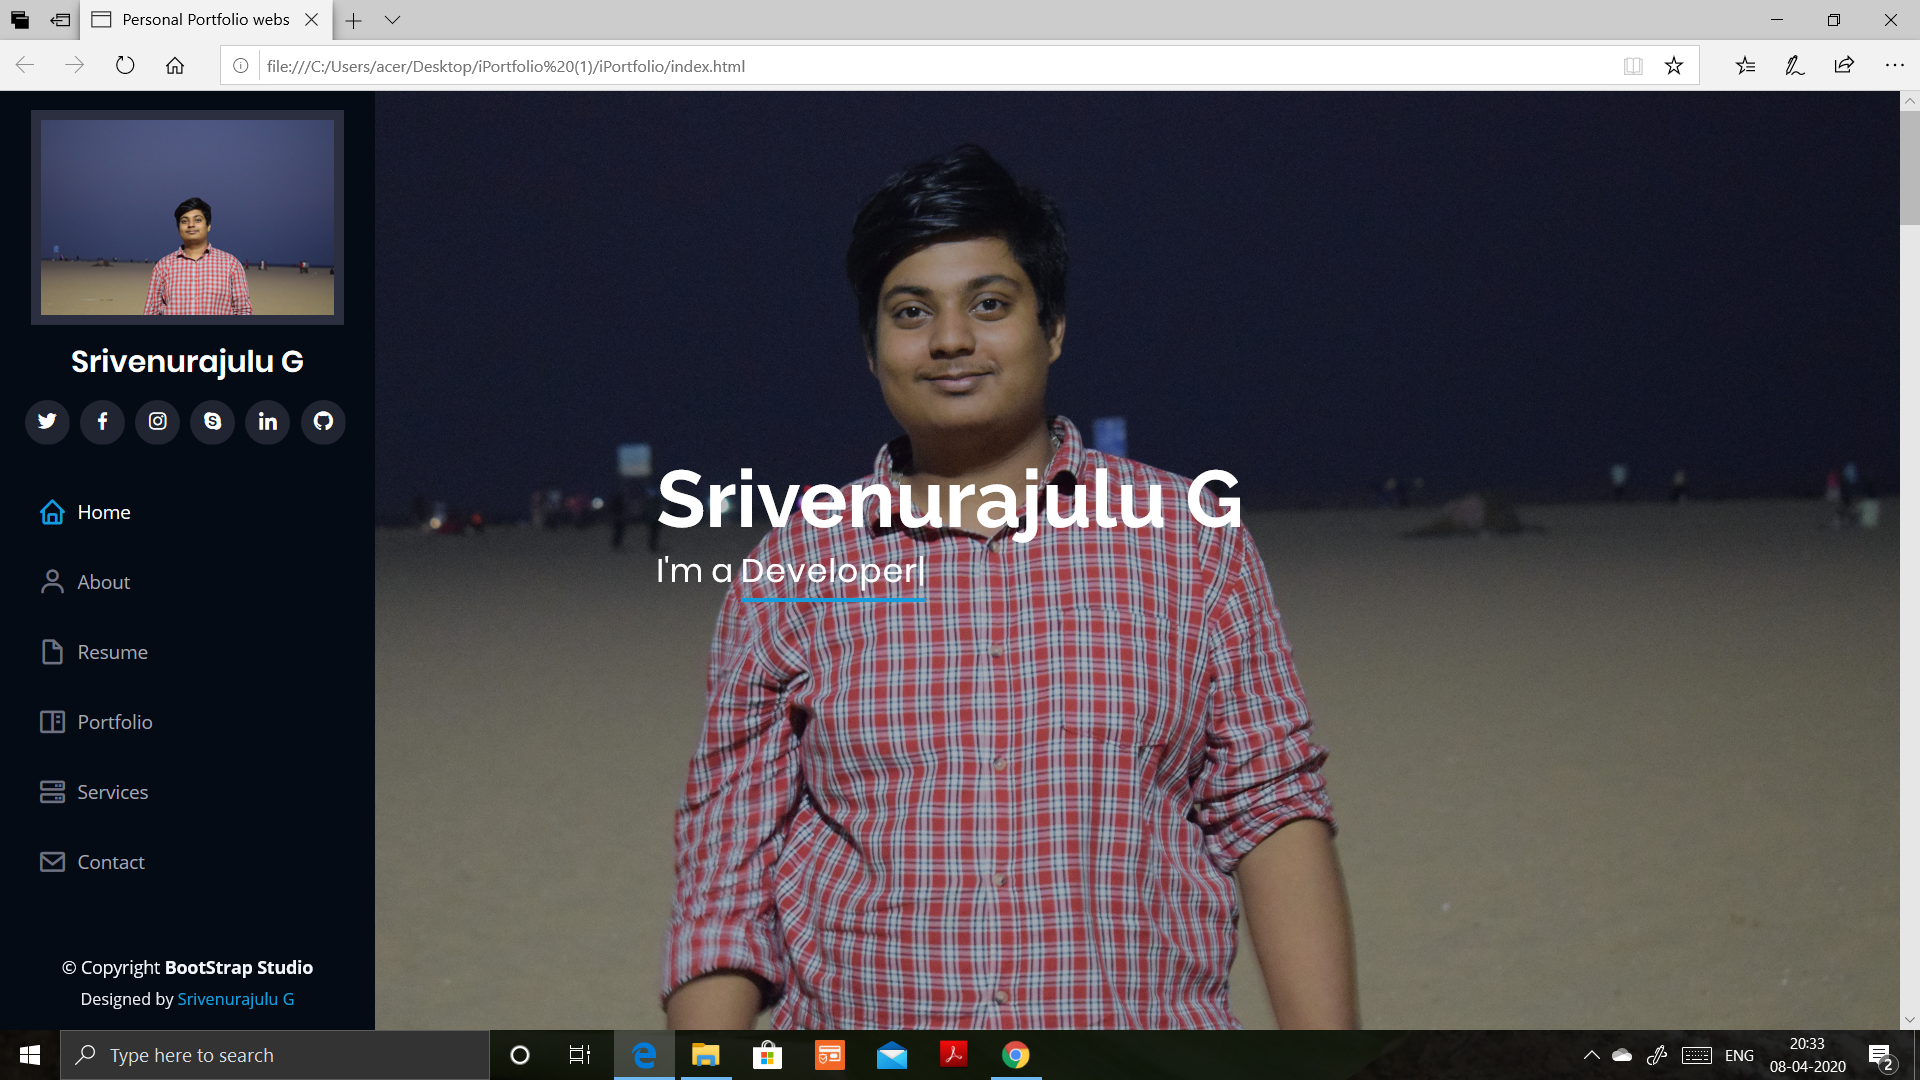 Personal Portfolio webs
file:///C:/Users/acer/Desktop/iPortfolio%20(1)/iPortfolio/index.html
Srivenurajulu G
Home
About
Resume
Portfolio
Services
Contact
© Copyright BootStrap Studio
Designed by Srivenurajulu G
Srivenurajulu G
I'm a Developer|
Type here to search
ENG
20:33
08-04-2020
2